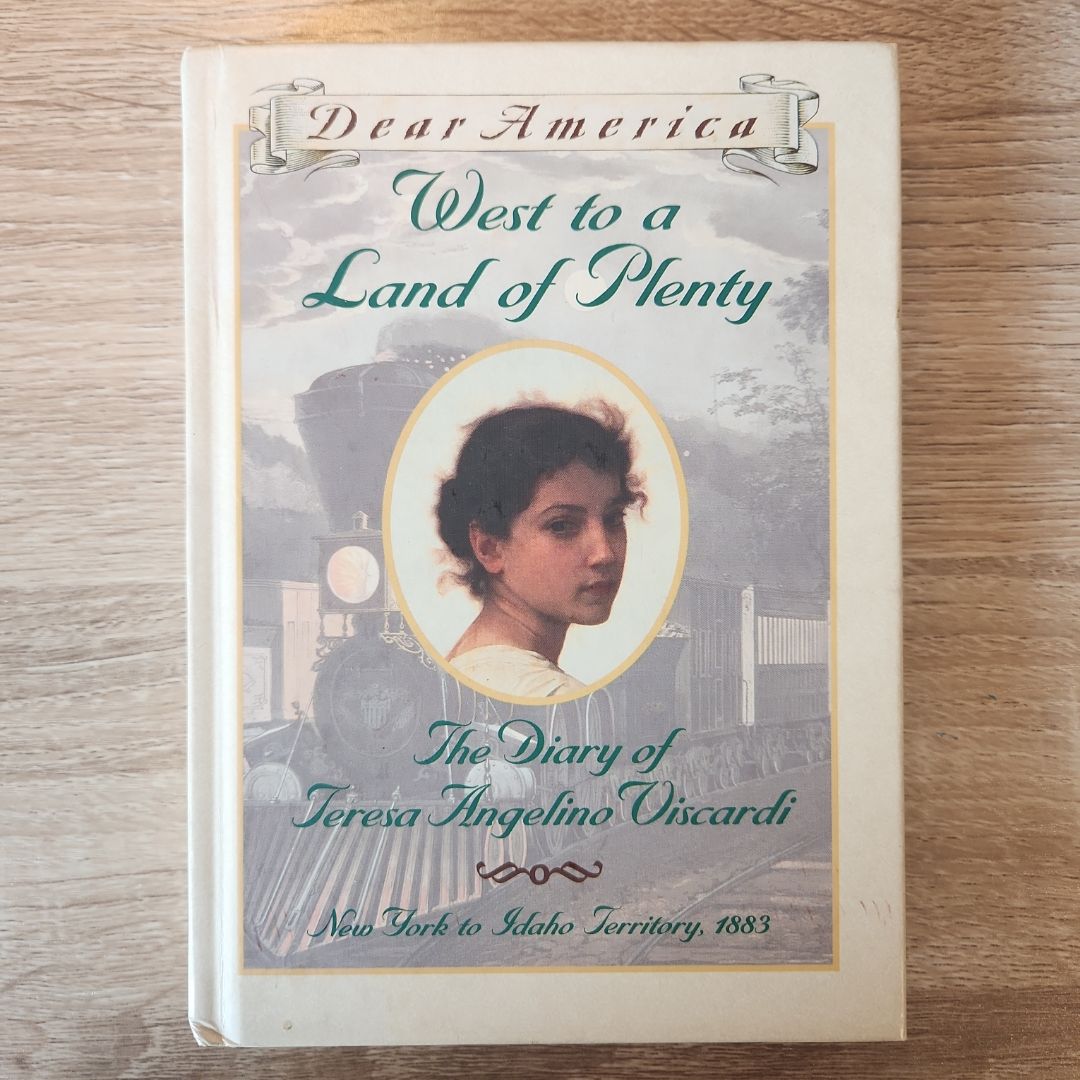 Dear America
West to a
Land of Plenty
The Diary of
Teresa Angelino Viscardi
New York to Idaho Territory, 1883